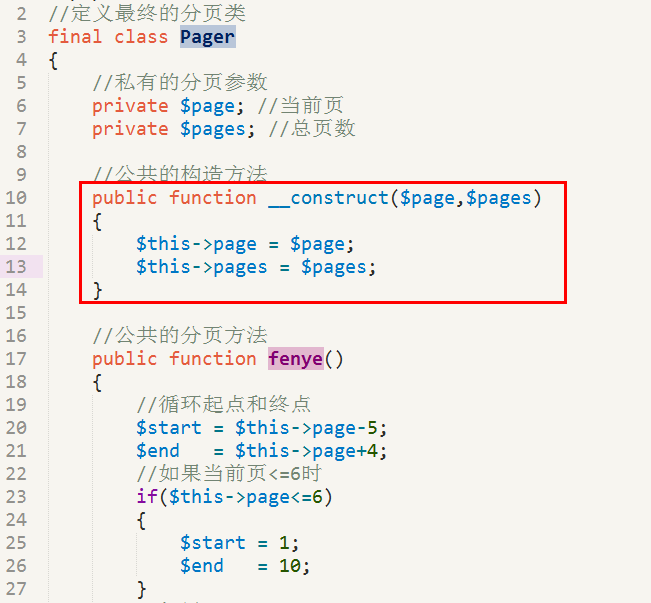 2 //定义最终的分页类
3 final class Pager
4 {
5 //私有的分页参数
6 private $page; //当前页
7 private $pages; //总页数
8
9 //公共的构造方法
10 public function __construct($page,$pages)
11 {
12 $this->page = $page;
13 $this->pages = $pages;
14 }
15
16 //公共的分页方法
17 public function fenye()
18 {
19 //循环起点和终点
20 $start = $this->page-5;
21 $end   = $this->page+4;
22 //如果当前页<=6时
23 if($this->page<=6)
24 {
25 $start = 1;
26 $end   = 10;
27 }